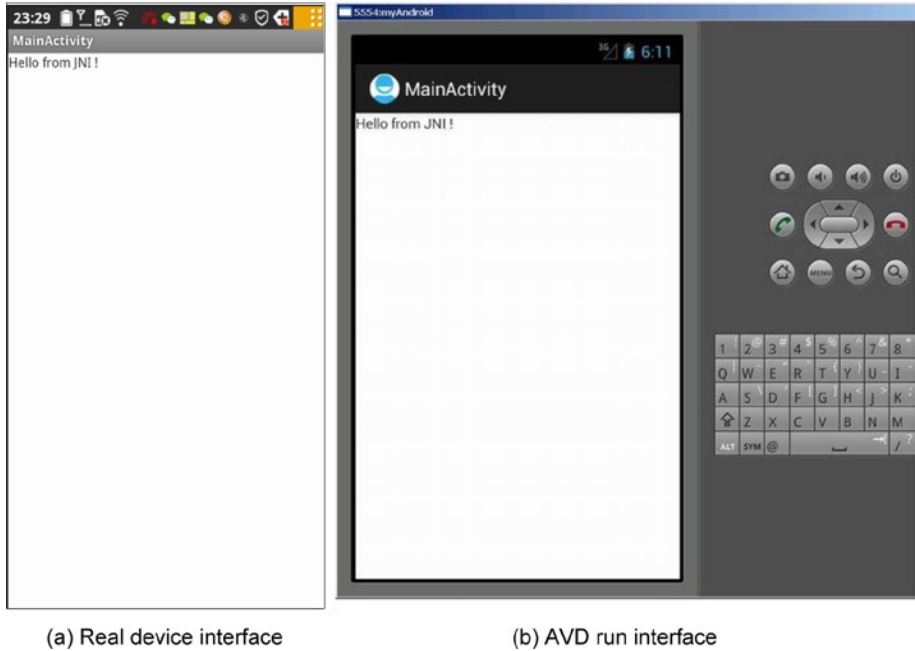 23:29
MainActivity
Hello from JNI !
5554:myAndroid
3G 6:11
MainActivity
Hello from JNI !
MENU
1 ! 2 @ 3 # 4 $ 5 % 6 ^ 7 & 8 *
Q | W ~ E " R ` T { Y } U - I
A S \ D ' F [ G ] H < J > K ;
Z X C V B N M
ALT SYM @ / ?
(a) Real device interface
(b) AVD run interface